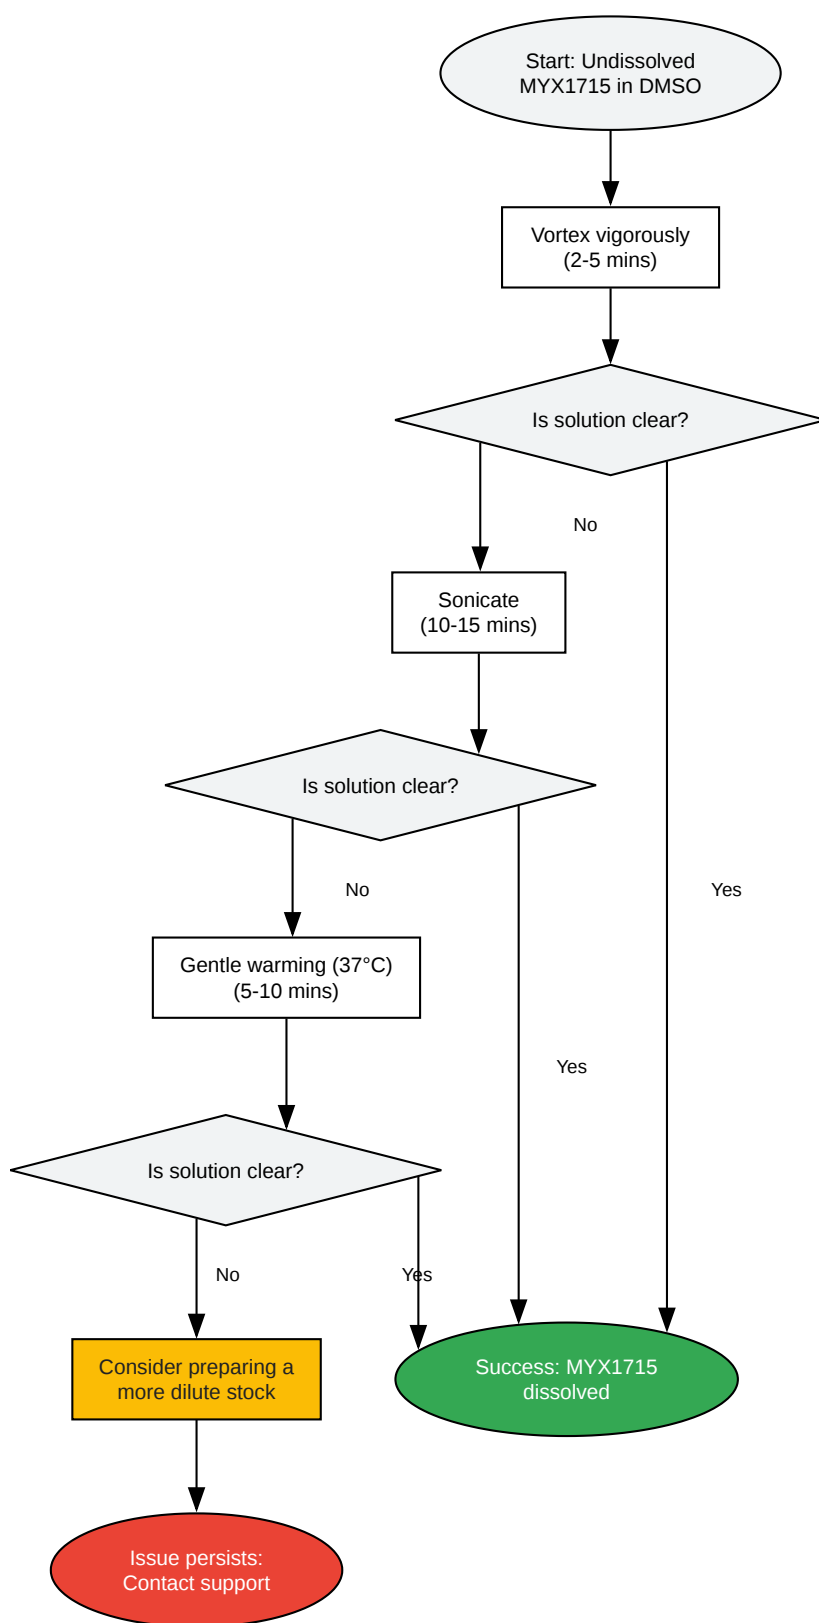 Start: Undissolved
MYX1715 in DMSO
Vortex vigorously
(2-5 mins)
Is solution clear?
No
Sonicate
(10-15 mins)
Is solution clear?
No
Yes
Gentle warming (37°C)
(5-10 mins)
Yes
Is solution clear?
No
Yes
Consider preparing a
more dilute stock
Success: MYX1715
dissolved
Issue persists:
Contact support